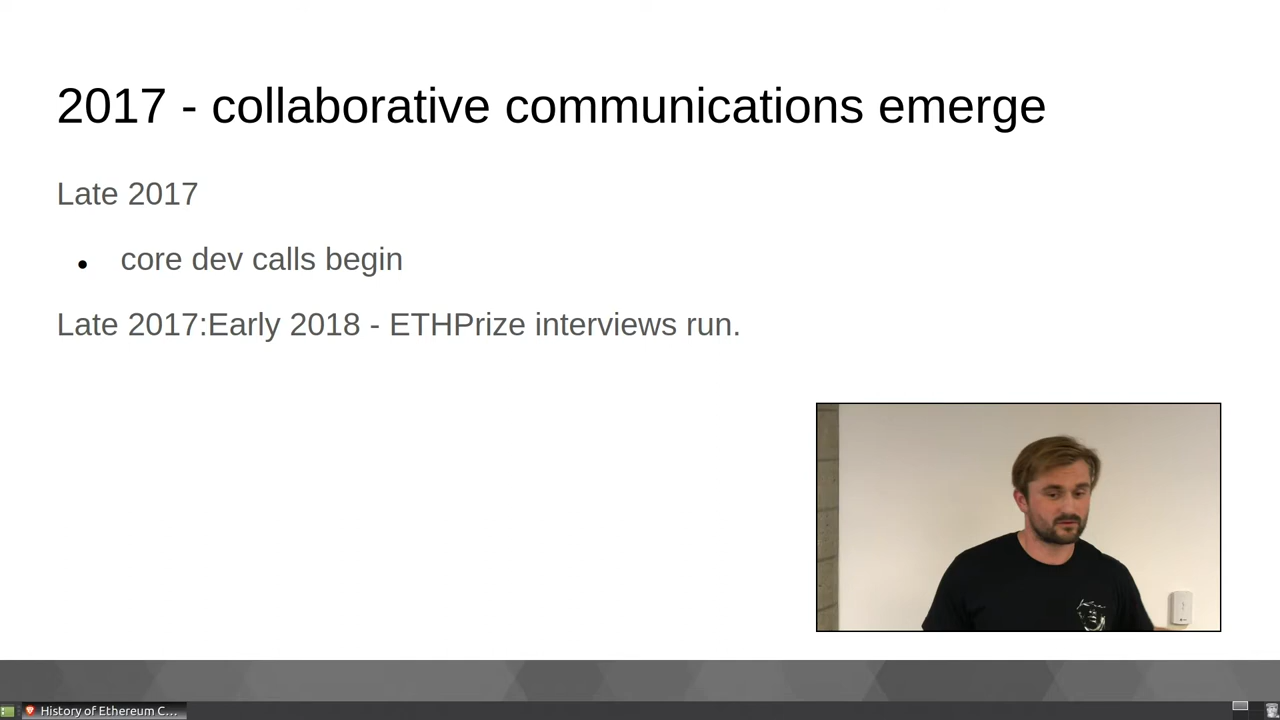 2017 - collaborative communications emerge
Late 2017
• core dev calls begin
Late 2017:Early 2018 - ETHPrize interviews run.
History of Ethereum C...